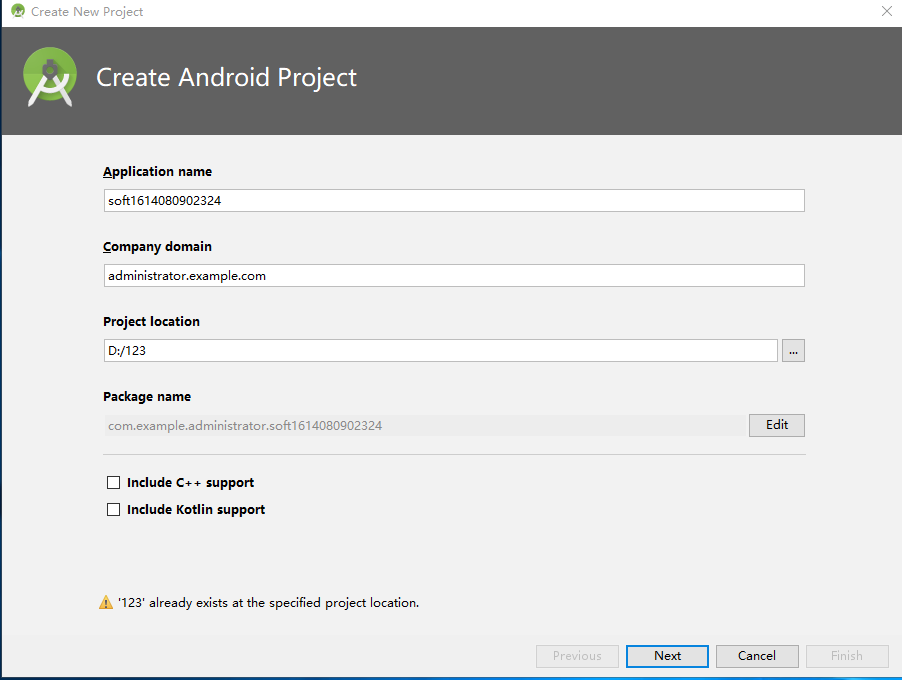 Create New Project
Create Android Project
Application name
soft1614080902324
Company domain
administrator.example.com
Project location
D:/123
...
Package name
com.example.administrator.soft1614080902324
Edit
Include C++ support
Include Kotlin support
'123' already exists at the specified project location.
Previous Next Cancel Finish